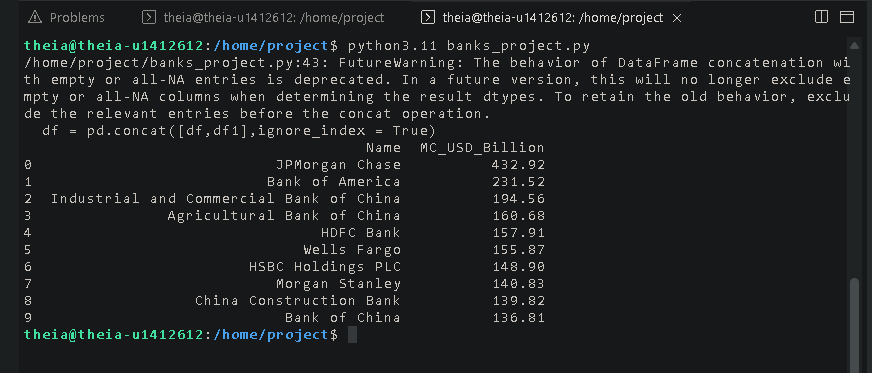 Problems theia@theia-u1412612: /home/project theia@theia-u1412612: /home/project ×
theia@theia-u1412612:/home/project$ python3.11 banks_project.py
/home/project/banks_project.py:43: FutureWarning: The behavior of DataFrame concatenation wi
th empty or all-NA entries is deprecated. In a future version, this will no longer exclude e
mpty or all-NA columns when determining the result dtypes. To retain the old behavior, exclu
de the relevant entries before the concat operation.
  df = pd.concat([df,df1],ignore_index = True)
                                      Name  MC_USD_Billion
0                           JPMorgan Chase          432.92
1                          Bank of America          231.52
2  Industrial and Commercial Bank of China          194.56
3               Agricultural Bank of China          160.68
4                                HDFC Bank          157.91
5                              Wells Fargo          155.87
6                        HSBC Holdings PLC          148.90
7                           Morgan Stanley          140.83
8                  China Construction Bank          139.82
9                            Bank of China          136.81
theia@theia-u1412612:/home/project$